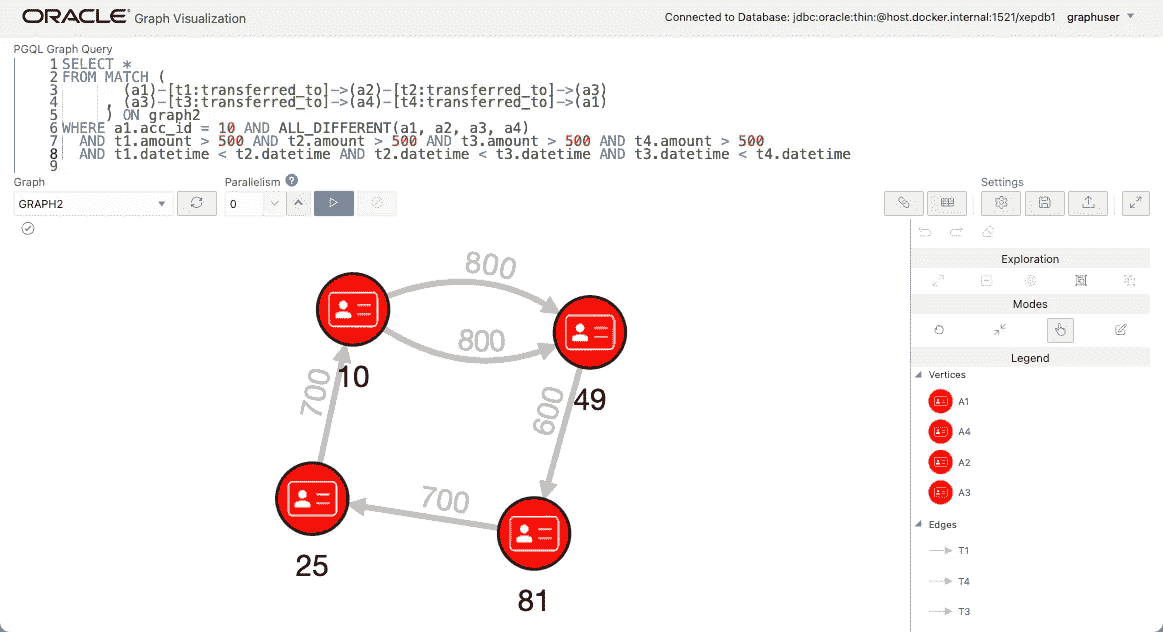 ORACLE® Graph Visualization
Connected to Database: jdbc:oracle:thin:@host.docker.internal:1521/xepdb1 graphuser
PGQL Graph Query
1 SELECT *
2 FROM MATCH (
3 (a1)-[t1:transferred_to]->(a2)-[t2:transferred_to]->(a3)
4 , (a3)-[t3:transferred_to]->(a4)-[t4:transferred_to]->(a1)
5 ) ON graph2
6 WHERE a1.acc_id = 10 AND ALL_DIFFERENT(a1, a2, a3, a4)
7 AND t1.amount > 500 AND t2.amount > 500 AND t3.amount > 500 AND t4.amount > 500
8 AND t1.datetime < t2.datetime AND t2.datetime < t3.datetime AND t3.datetime < t4.datetime
9
Graph
Parallelism ?
Settings
GRAPH2
0
800
800
10
49
700
600
700
25
81
Exploration
Modes
Legend
Vertices
A1
A4
A2
A3
Edges
T1
T4
T3